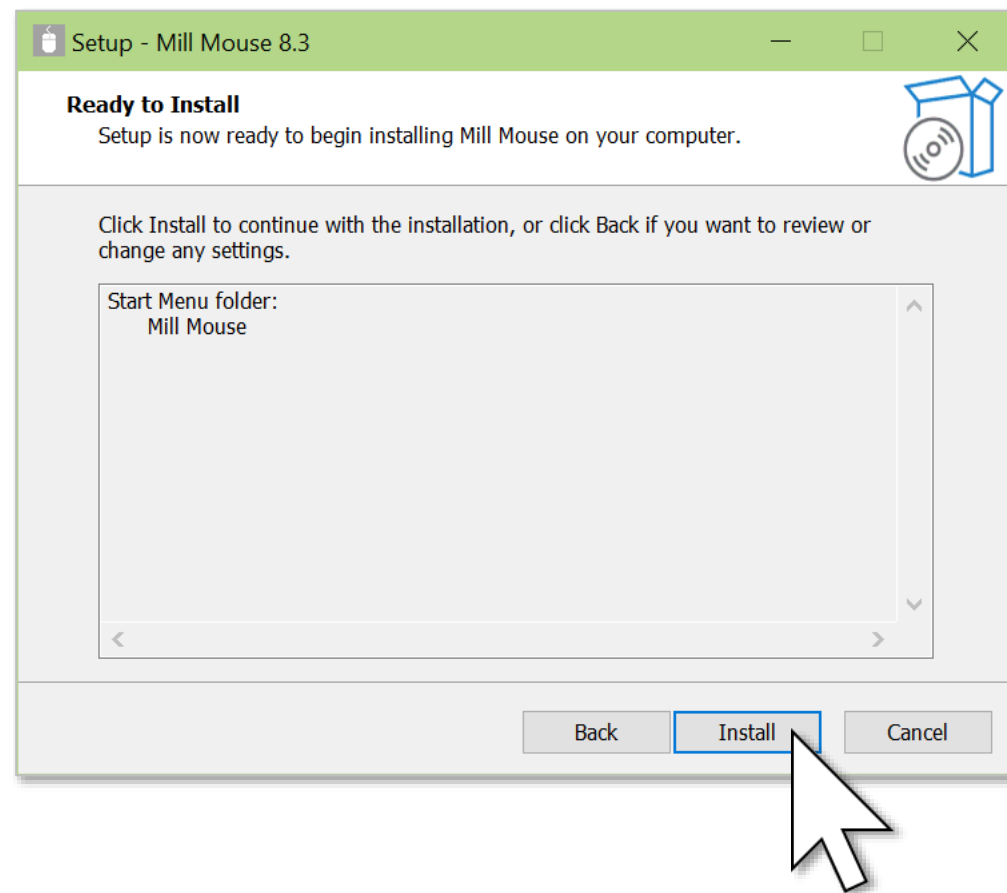 Setup - Mill Mouse 8.3
Ready to Install
Setup is now ready to begin installing Mill Mouse on your computer.
Click Install to continue with the installation, or click Back if you want to review or
change any settings.
Start Menu folder:
Mill Mouse
Back Install Cancel